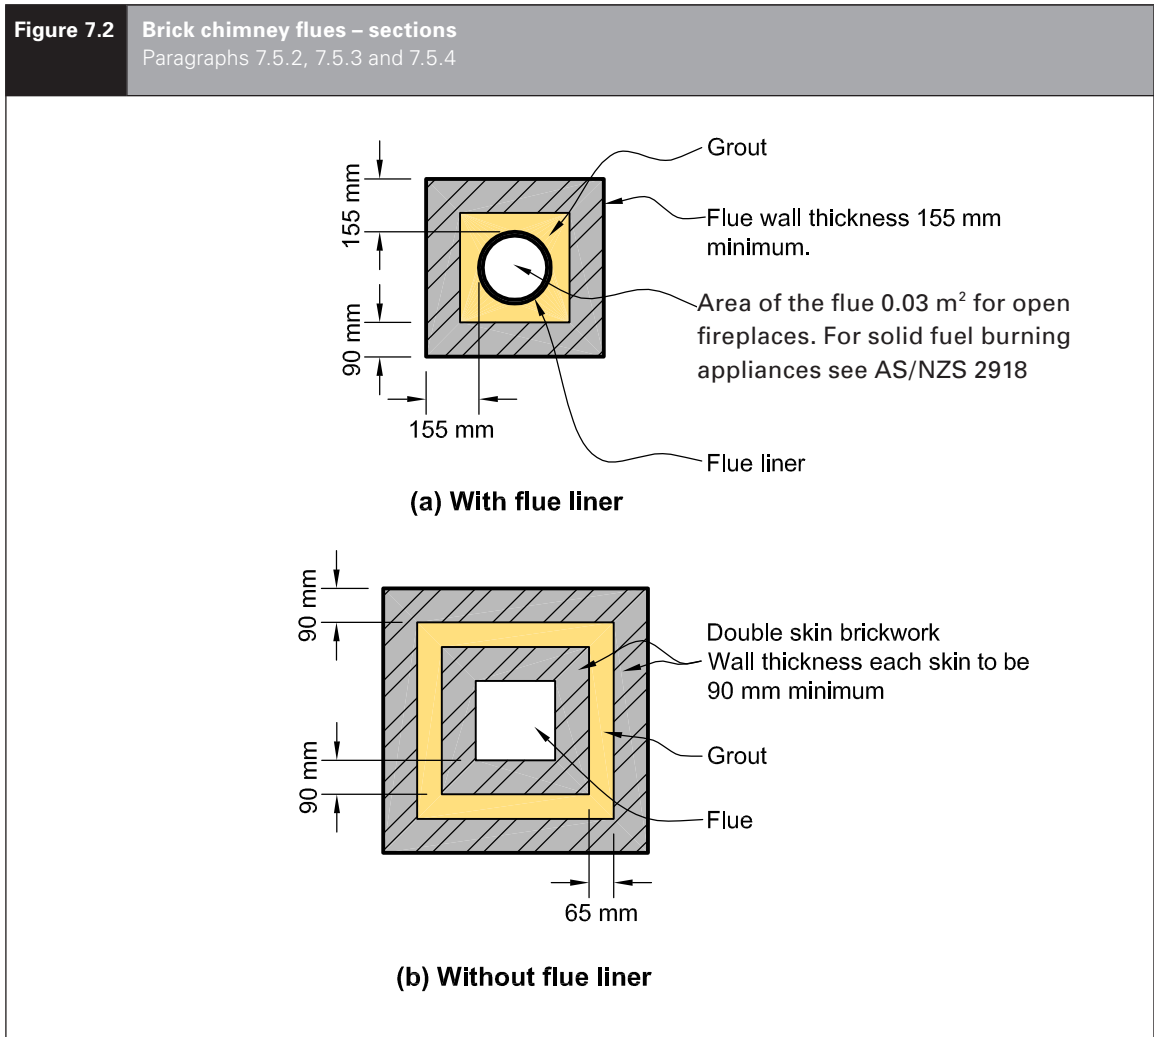 Figure 7.2
Brick chimney flues – sections
Paragraphs 7.5.2, 7.5.3 and 7.5.4
Grout
155 mm
Flue wall thickness 155 mm
minimum.
Area of the flue 0.03 m² for open
fireplaces. For solid fuel burning
appliances see AS/NZS 2918
90 mm
155 mm
Flue liner
(a) With flue liner
90 mm
Double skin brickwork
Wall thickness each skin to be
90 mm minimum
Grout
90 mm
Flue
65 mm
(b) Without flue liner